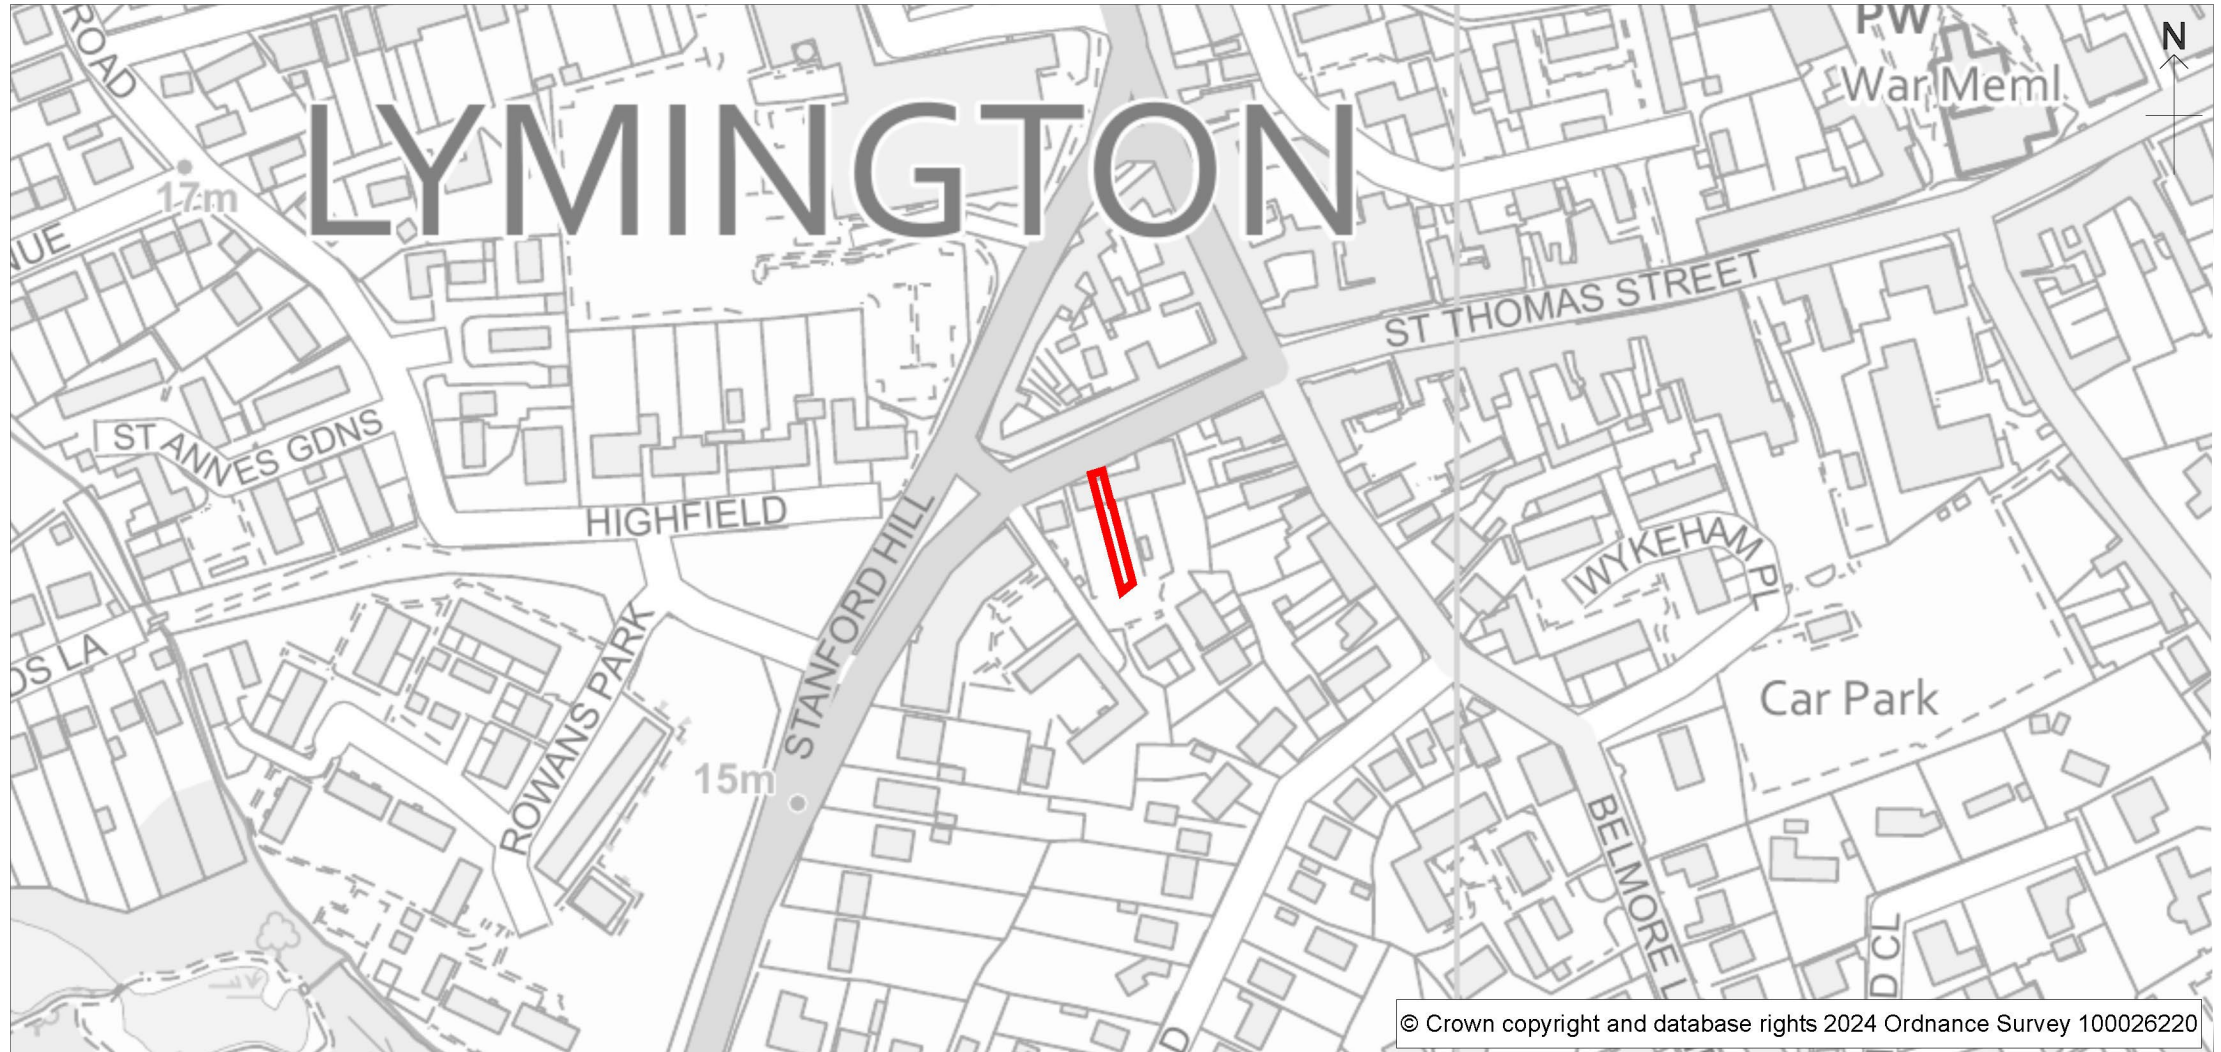 ROAD
PW
War Meml
N
LYMINGTON
17m
NUE
ST THOMAS STREET
ST ANNES GDNS
HIGHFIELD
STANFORD HILL
WYKEHAM PL
ROWANS PARK
DS LA
Car Park
15m
BELMORE L
D CL
D
© Crown copyright and database rights 2024 Ordnance Survey 100026220